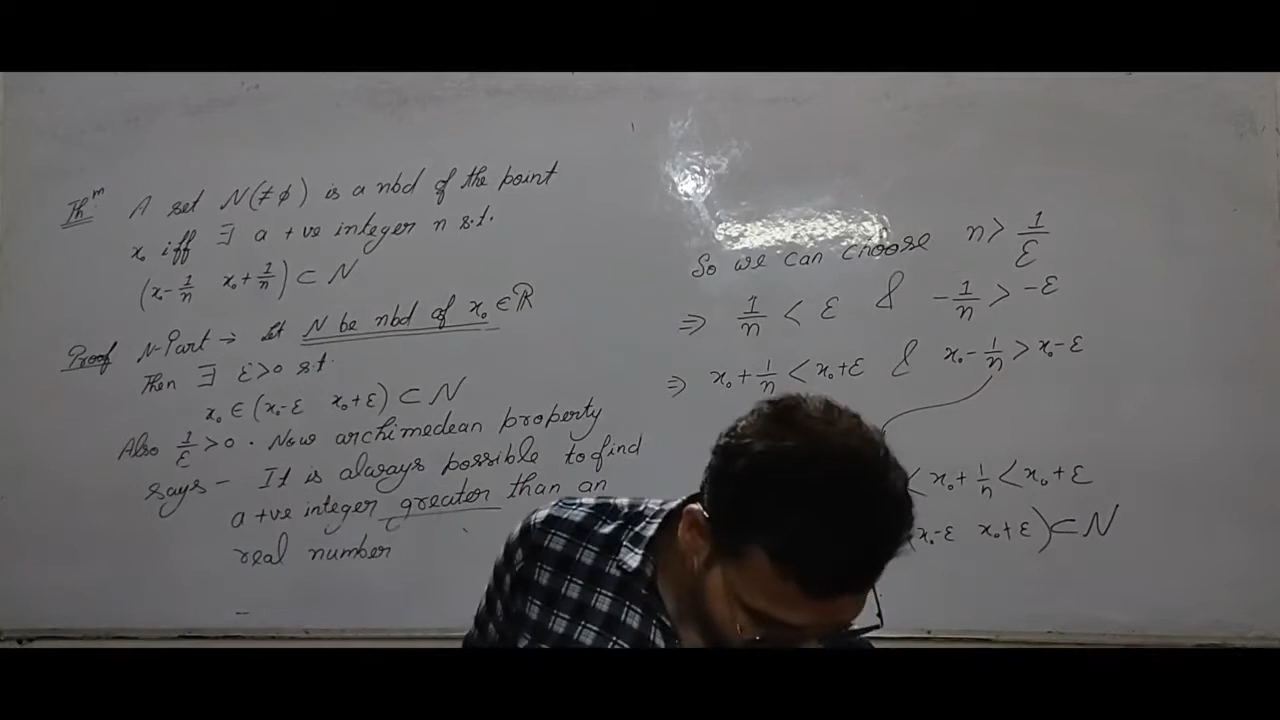 Th^m. A set N(≠ϕ) is a nbd of the point
x₀ iff ∃ a +ve integer n s.t.
(x₀-1/n x₀+1/n) ⊂ N
Proof N-Part → Let N be nbd of x₀ ∈ ℝ
Then ∃ ε>0 s.t.
x₀ ∈ (x₀-ε x₀+ε) ⊂ N
Also 1/ε >0 . Now archimedean property
says - It is always possible to find
a +ve integer greater than an
real number
So we can choose n > 1/ε
⇒ 1/n < ε & -1/n > -ε
⇒ x₀+1/n < x₀+ε & x₀-1/n > x₀-ε
< x₀+1/n < x₀+ε
x₀-ε x₀+ε) ⊂ N